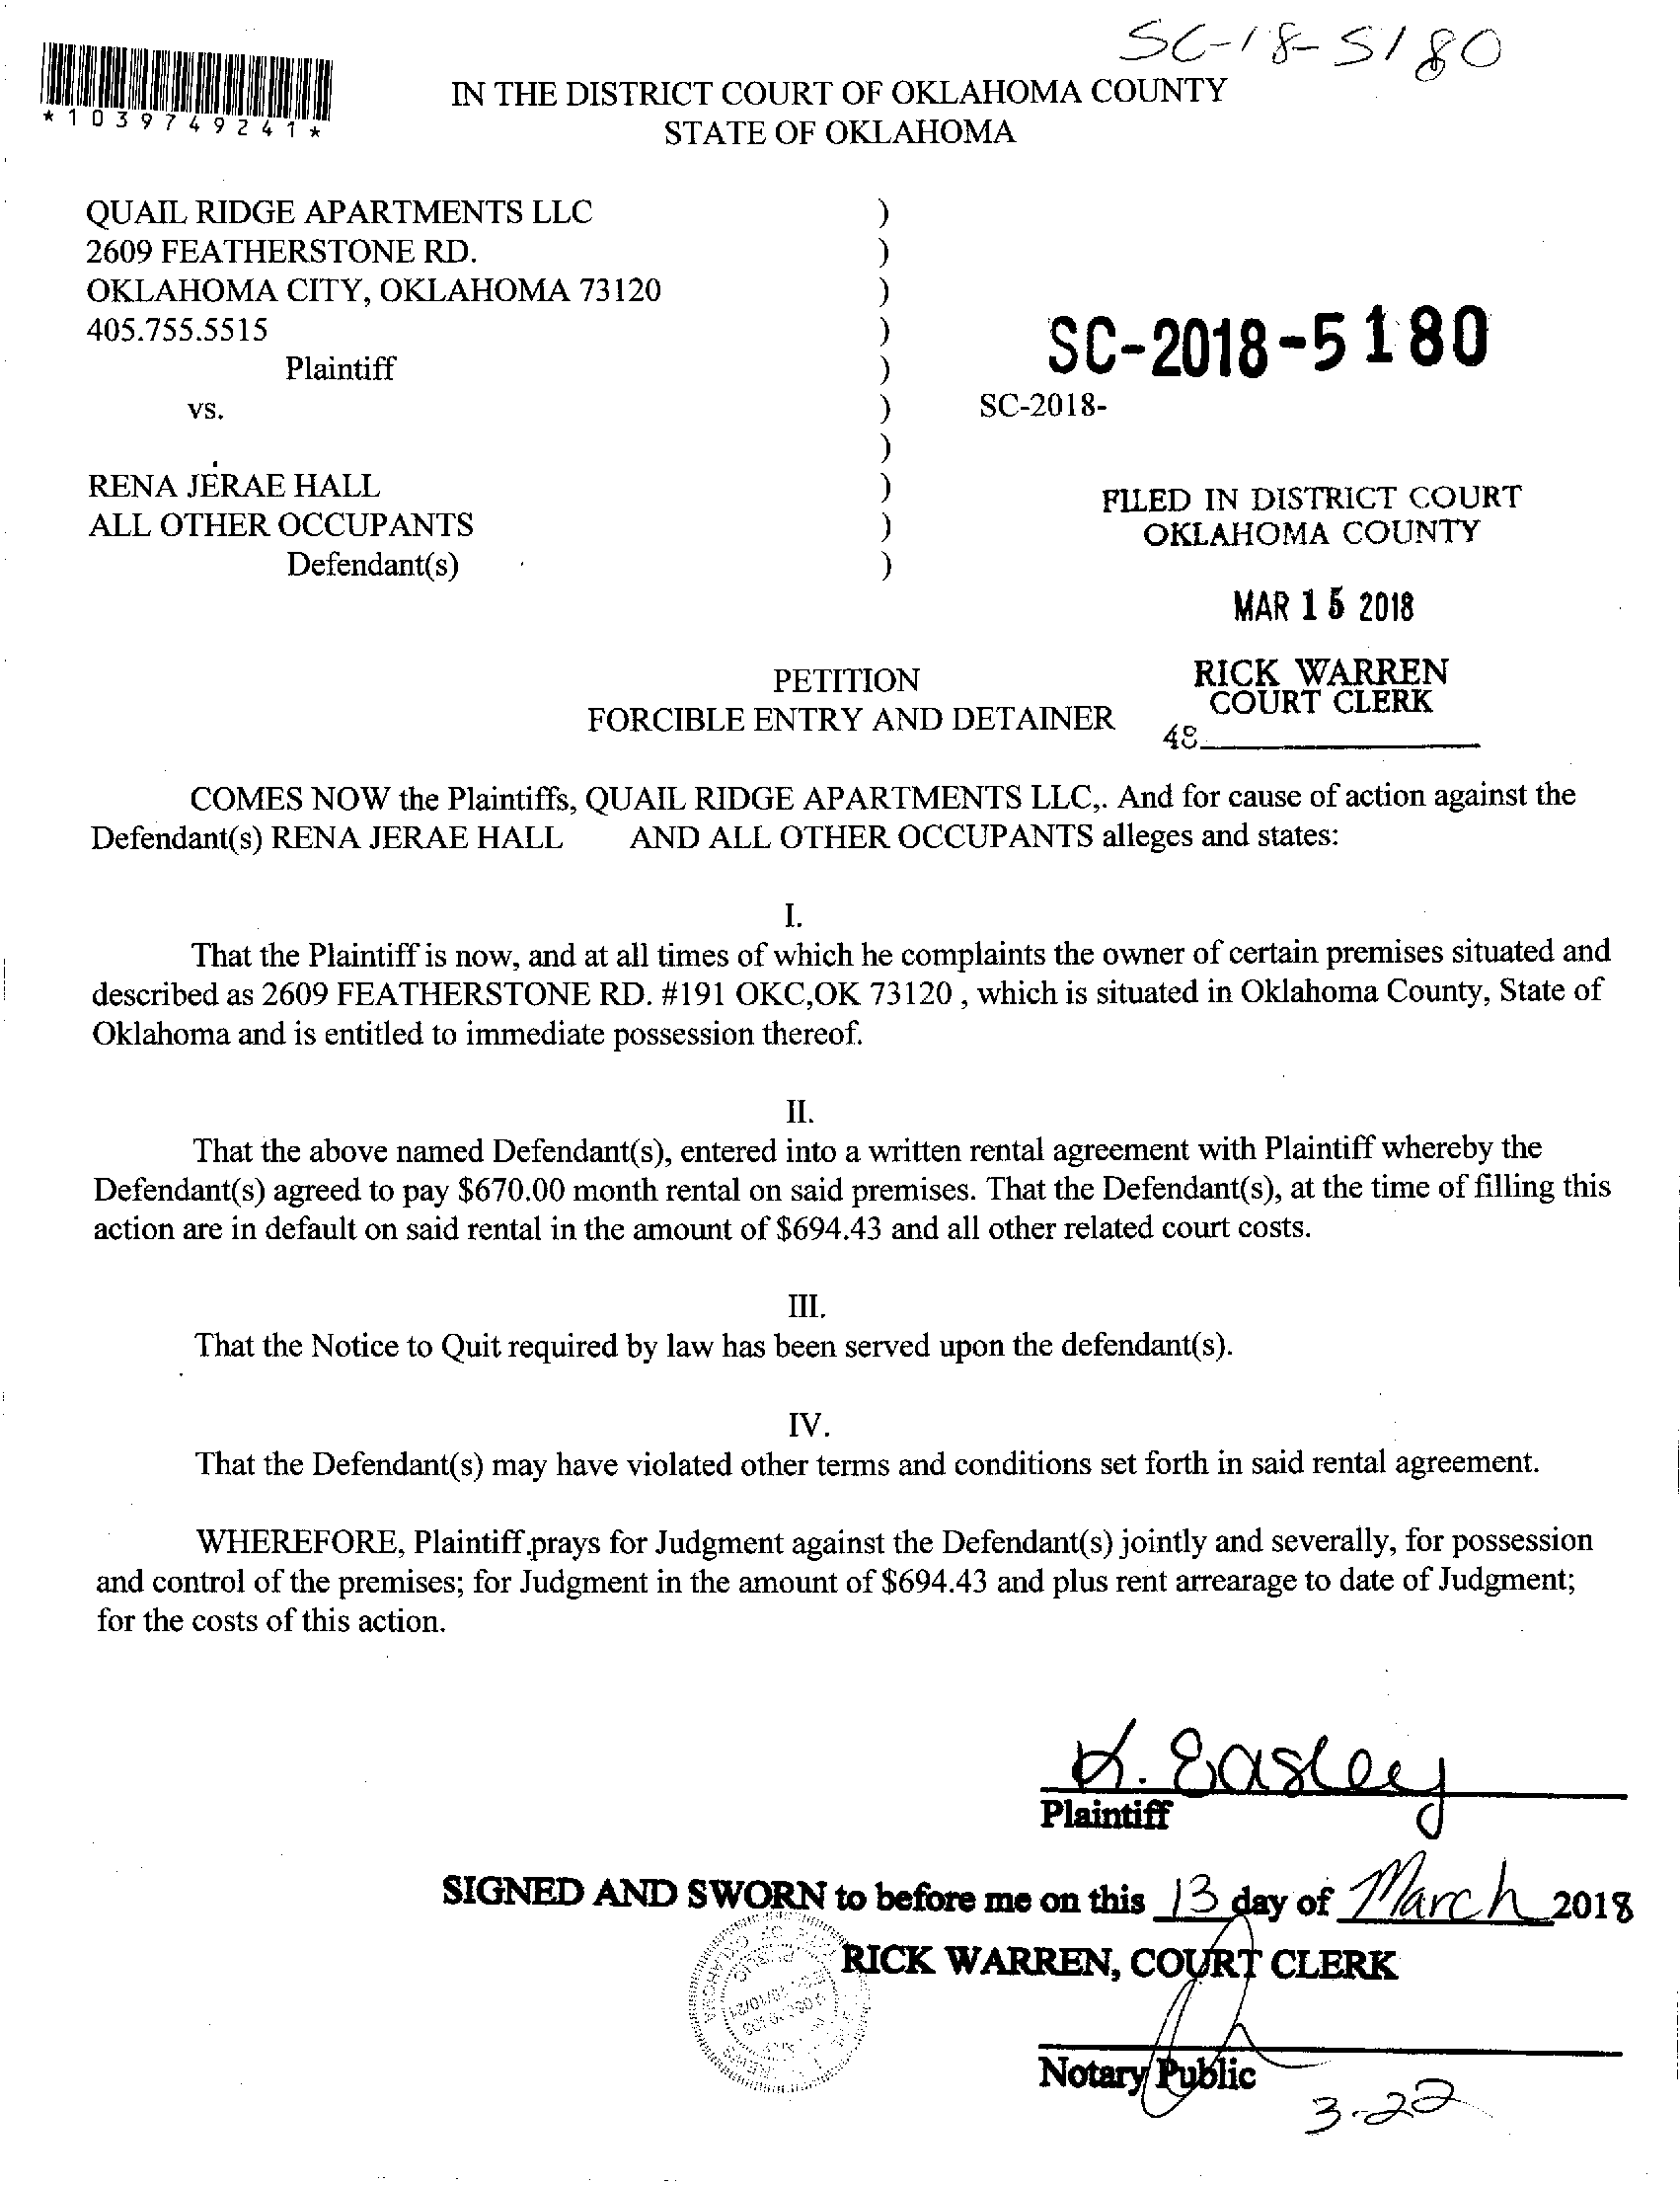 SC-18-5180
*1039749241*
IN THE DISTRICT COURT OF OKLAHOMA COUNTY
STATE OF OKLAHOMA
QUAIL RIDGE APARTMENTS LLC )
2609 FEATHERSTONE RD. )
OKLAHOMA CITY, OKLAHOMA 73120 )
405.755.5515 )
SC-2018-5180
Plaintiff )
vs. ) SC-2018-
)
RENA JERAE HALL )
ALL OTHER OCCUPANTS )
Defendant(s) )
FILED IN DISTRICT COURT
OKLAHOMA COUNTY
MAR 15 2018
RICK WARREN
COURT CLERK
48
PETITION
FORCIBLE ENTRY AND DETAINER
COMES NOW the Plaintiffs, QUAIL RIDGE APARTMENTS LLC,. And for cause of action against the
Defendant(s) RENA JERAE HALL AND ALL OTHER OCCUPANTS alleges and states:
I.
That the Plaintiff is now, and at all times of which he complaints the owner of certain premises situated and
described as 2609 FEATHERSTONE RD. #191 OKC,OK 73120 , which is situated in Oklahoma County, State of
Oklahoma and is entitled to immediate possession thereof.
II.
That the above named Defendant(s), entered into a written rental agreement with Plaintiff whereby the
Defendant(s) agreed to pay $670.00 month rental on said premises. That the Defendant(s), at the time of filling this
action are in default on said rental in the amount of $694.43 and all other related court costs.
III.
That the Notice to Quit required by law has been served upon the defendant(s).
IV.
That the Defendant(s) may have violated other terms and conditions set forth in said rental agreement.
WHEREFORE, Plaintiff prays for Judgment against the Defendant(s) jointly and severally, for possession
and control of the premises; for Judgment in the amount of $694.43 and plus rent arrearage to date of Judgment;
for the costs of this action.
K. Easley
Plaintiff
SIGNED AND SWORN to before me on this 13 day of March 2018
RICK WARREN, COURT CLERK
Notary Public
3-22